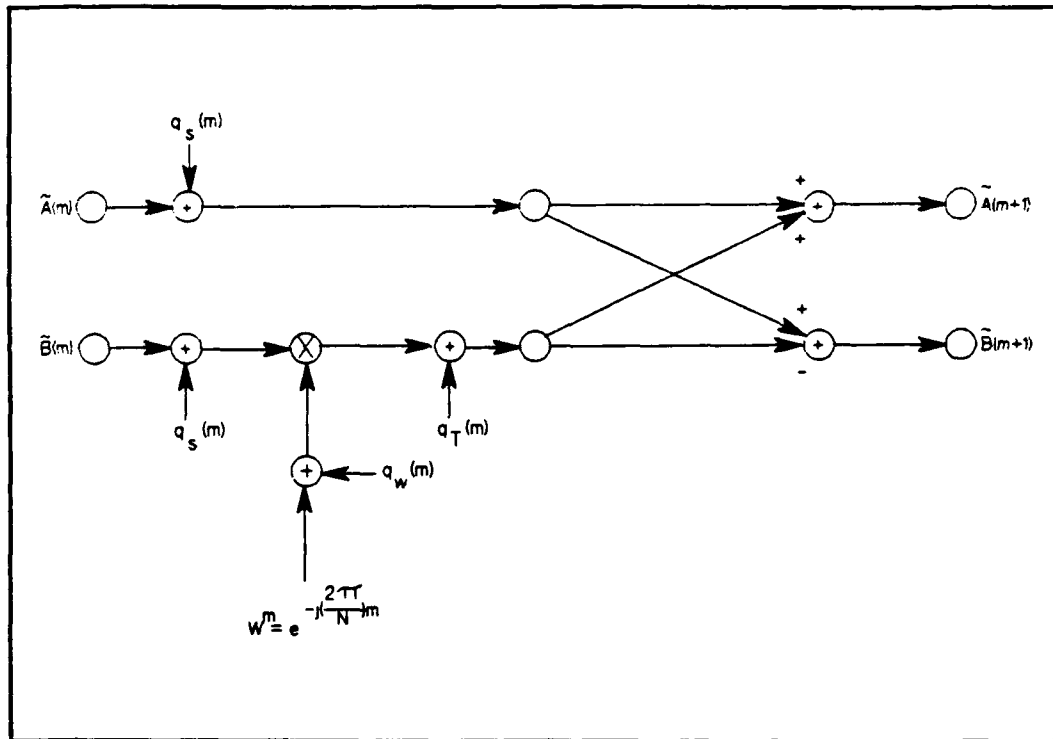 q_s(m)
Ã(m)
+
+
+
+
Ã(m+1)
B̃(m)
+
X
+
+
+
-
B̃(m+1)
q_s(m)
q_T(m)
+
q_w(m)
W^m = e^{-j(2π/N)m}